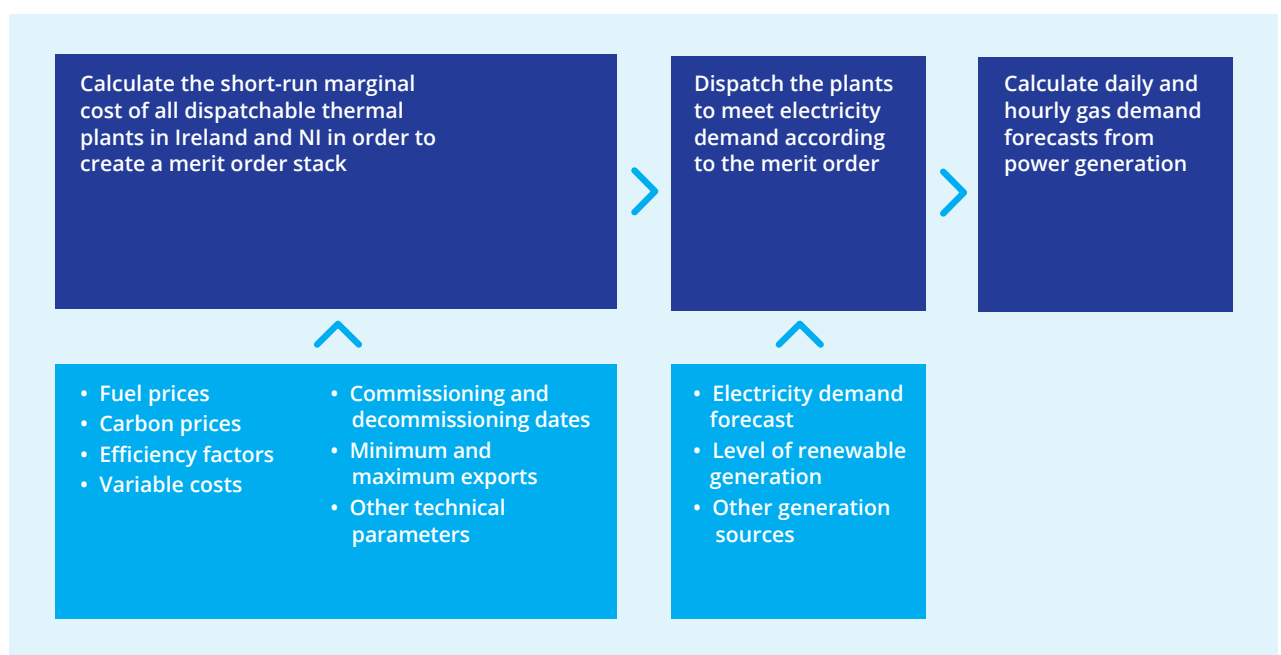 Calculate the short-run marginal
cost of all dispatchable thermal
plants in Ireland and NI in order to
create a merit order stack
Dispatch the plants
to meet electricity
demand according
to the merit order
Calculate daily and
hourly gas demand
forecasts from
power generation
• Fuel prices
• Carbon prices
• Efficiency factors
• Variable costs
• Commissioning and
decommissioning dates
• Minimum and
maximum exports
• Other technical
parameters
• Electricity demand
forecast
• Level of renewable
generation
• Other generation
sources